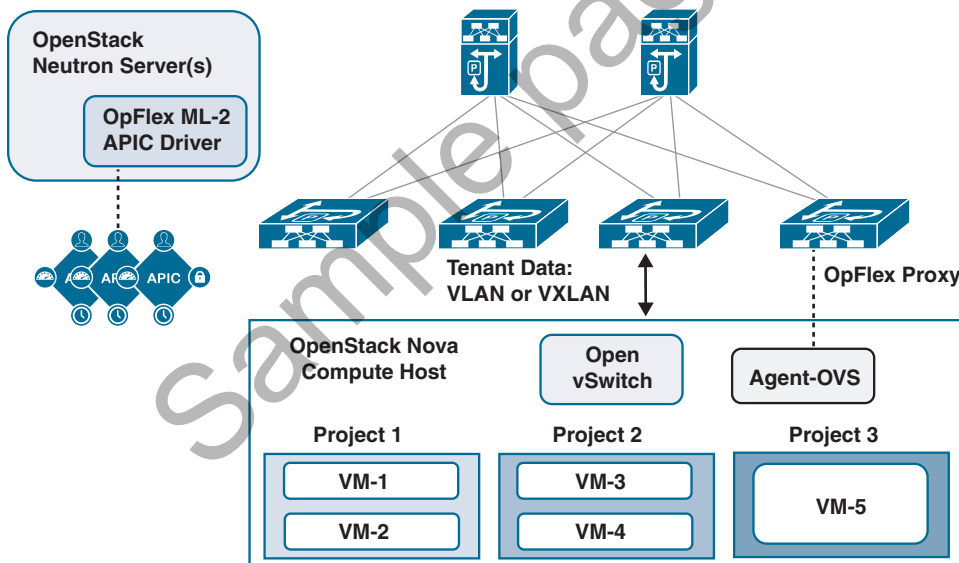 OpenStack
Neutron Server(s)
OpFlex ML-2
APIC Driver
P
P
P
P
P
P
APIC
Tenant Data:
VLAN or VXLAN
OpFlex Proxy
OpenStack Nova
Compute Host
Open
vSwitch
Agent-OVS
Project 1
Project 2
Project 3
VM-1
VM-2
VM-3
VM-4
VM-5
Sample pag